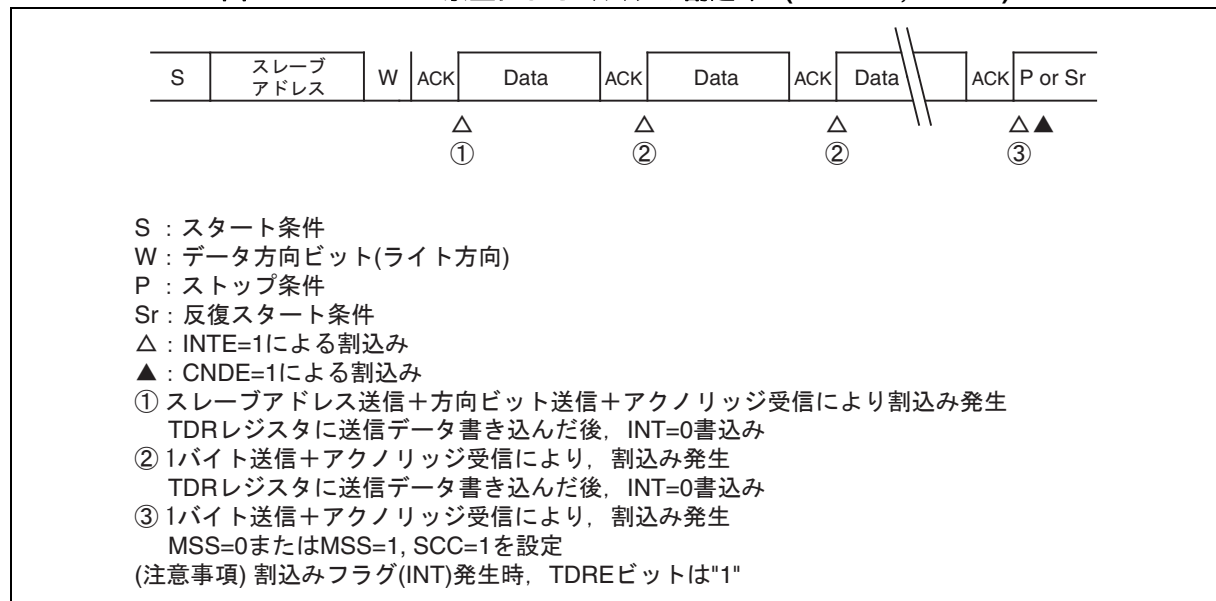 S スレーブ アドレス W ACK Data ACK Data ACK Data ACK P or Sr
△ △ △ △▲
① ② ② ③
S : スタート条件
W : データ方向ビット(ライト方向)
P : ストップ条件
Sr : 反復スタート条件
△ : INTE=1による割込み
▲ : CNDE=1による割込み
① スレーブアドレス送信+方向ビット送信+アクノリッジ受信により割込み発生
TDRレジスタに送信データ書き込んだ後, INT=0書込み
② 1バイト送信+アクノリッジ受信により, 割込み発生
TDRレジスタに送信データ書き込んだ後, INT=0書込み
③ 1バイト送信+アクノリッジ受信により, 割込み発生
MSS=0またはMSS=1, SCC=1を設定
(注意事項) 割込みフラグ(INT)発生時, TDREビットは"1"